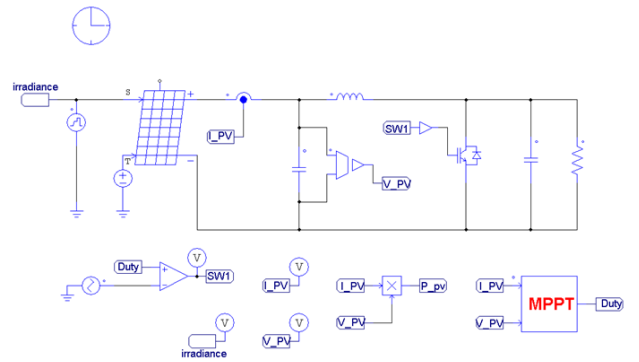 irradiance
S
+
I_PV
SW1
T
−
V_PV
Duty
+
−
V
SW1
V
I_PV
I_PV
P_pv
V_PV
I_PV
V_PV
MPPT
Duty
V
irradiance
V
V_PV